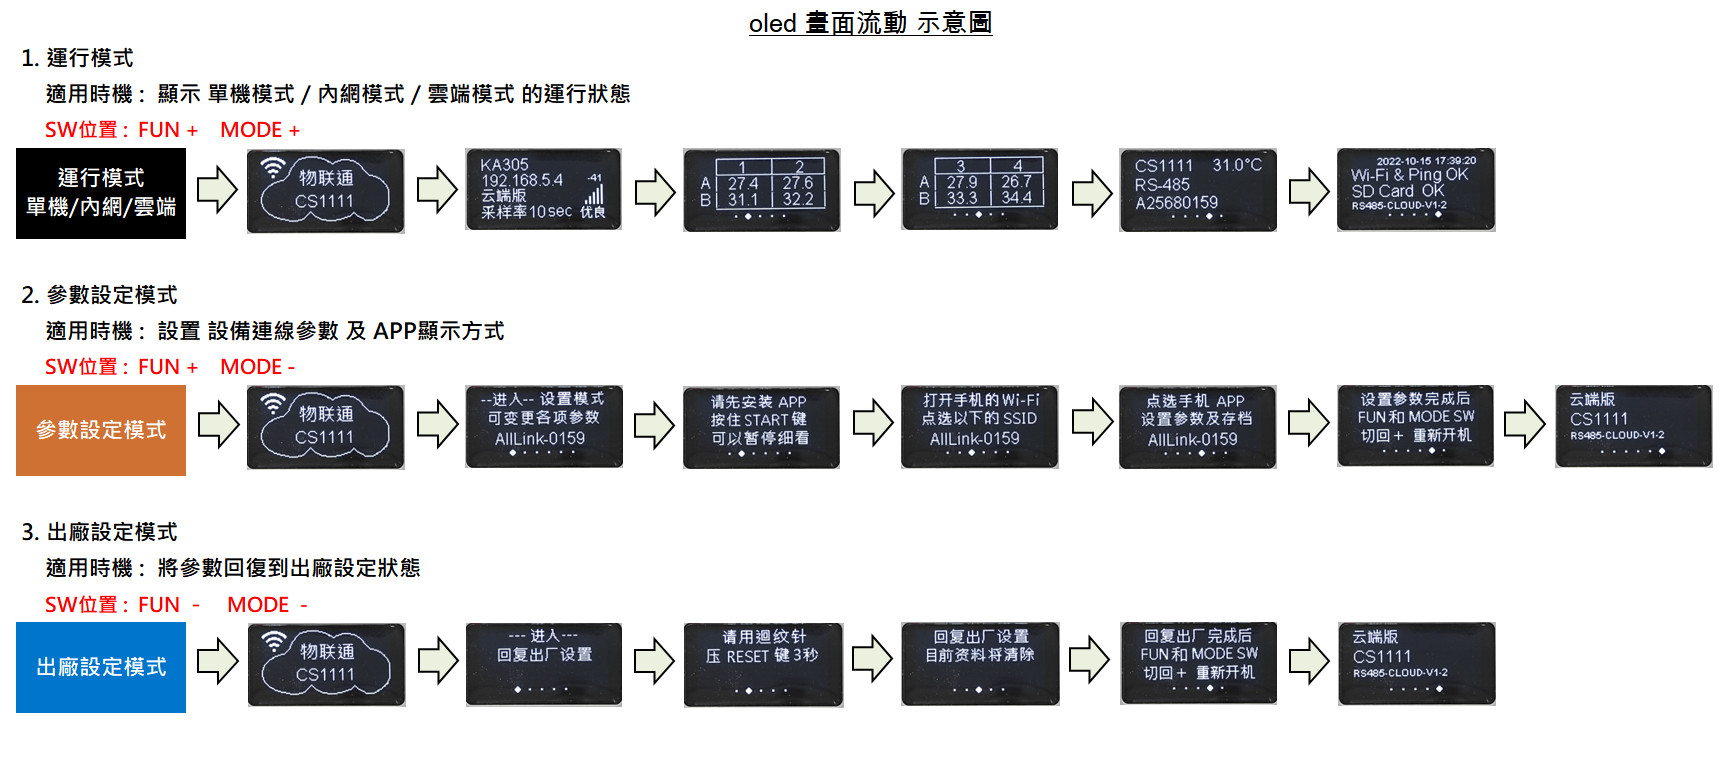 oled 畫面流動 示意圖
1. 運行模式
適用時機： 顯示 單機模式 / 內網模式 / 雲端模式 的運行狀態
SW位置： FUN + MODE +
運行模式
單機/內網/雲端
物联通
CS1111
KA305
192.168.5.4 -41
云端版
采样率10sec 优良
1 2
A 27.4 27.6
B 31.1 32.2
3 4
A 27.9 26.7
B 33.3 34.4
CS1111 31.0°C
RS-485
A25680159
2022-10-15 17:39:20
Wi-Fi & Ping OK
SD Card OK
RS485-CLOUD-V1-2
2. 參數設定模式
適用時機： 設置 設備連線參數 及 APP顯示方式
SW位置： FUN + MODE -
參數設定模式
物联通
CS1111
--进入-- 设置模式
可变更各项参数
AllLink-0159
请先安装 APP
按住START键
可以暂停细看
打开手机的Wi-Fi
点选以下的SSID
AllLink-0159
点选手机 APP
设置参数及存档
AllLink-0159
设置参数完成后
FUN和MODE SW
切回＋ 重新开机
云端版
CS1111
RS485-CLOUD-V1-2
3. 出廠設定模式
適用時機： 將參數回復到出廠設定狀態
SW位置： FUN - MODE -
出廠設定模式
物联通
CS1111
--- 进入---
回复出厂设置
请用迴纹针
压 RESET 键 3秒
回复出厂设置
目前资料将清除
回复出厂完成后
FUN和 MODE SW
切回＋ 重新开机
云端版
CS1111
RS485-CLOUD-V1-2